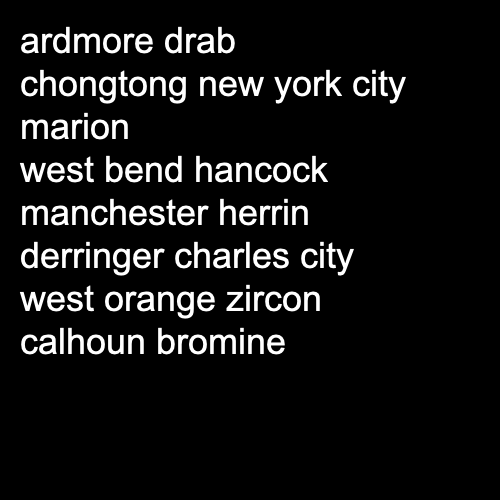 ardmore drab
chongtong new york city
marion
west bend hancock
manchester herrin
derringer charles city
west orange zircon
calhoun bromine